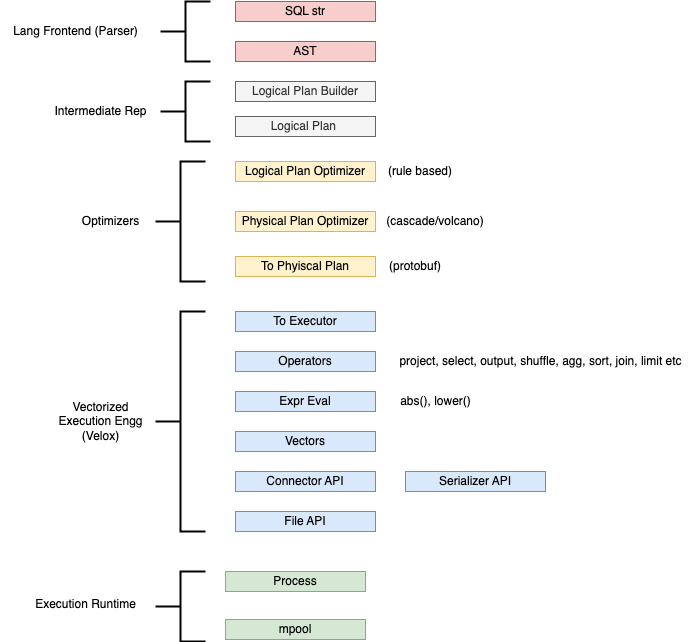 Lang Frontend (Parser)
SQL str
AST
Intermediate Rep
Logical Plan Builder
Logical Plan
Optimizers
Logical Plan Optimizer (rule based)
Physical Plan Optimizer (cascade/volcano)
To Phyiscal Plan (protobuf)
Vectorized
Execution Engg
(Velox)
To Executor
Operators project, select, output, shuffle, agg, sort, join, limit etc
Expr Eval abs(), lower()
Vectors
Connector API Serializer API
File API
Execution Runtime
Process
mpool